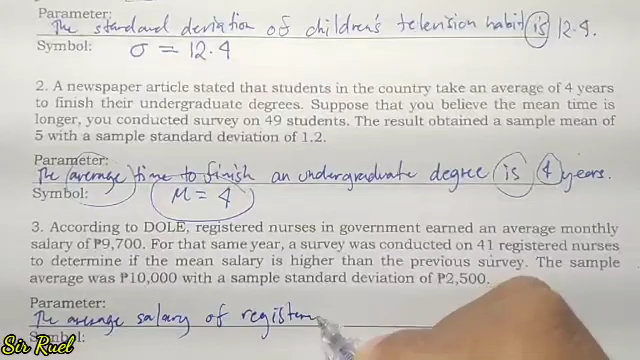 Parameter:
The standard deviation of children's television habit is 12.4.
Symbol: σ = 12.4
2. A newspaper article stated that students in the country take an average of 4 years
to finish their undergraduate degrees. Suppose that you believe the mean time is
longer, you conducted survey on 49 students. The result obtained a sample mean of
5 with a sample standard deviation of 1.2.
Parameter:
The average time to finish an undergraduate degree is 4 years.
Symbol: μ = 4
3. According to DOLE, registered nurses in government earned an average monthly
salary of ₱9,700. For that same year, a survey was conducted on 41 registered nurses
to determine if the mean salary is higher than the previous survey. The sample
average was ₱10,000 with a sample standard deviation of ₱2,500.
Parameter:
The average salary of register
Symbol:
Sir Ruel